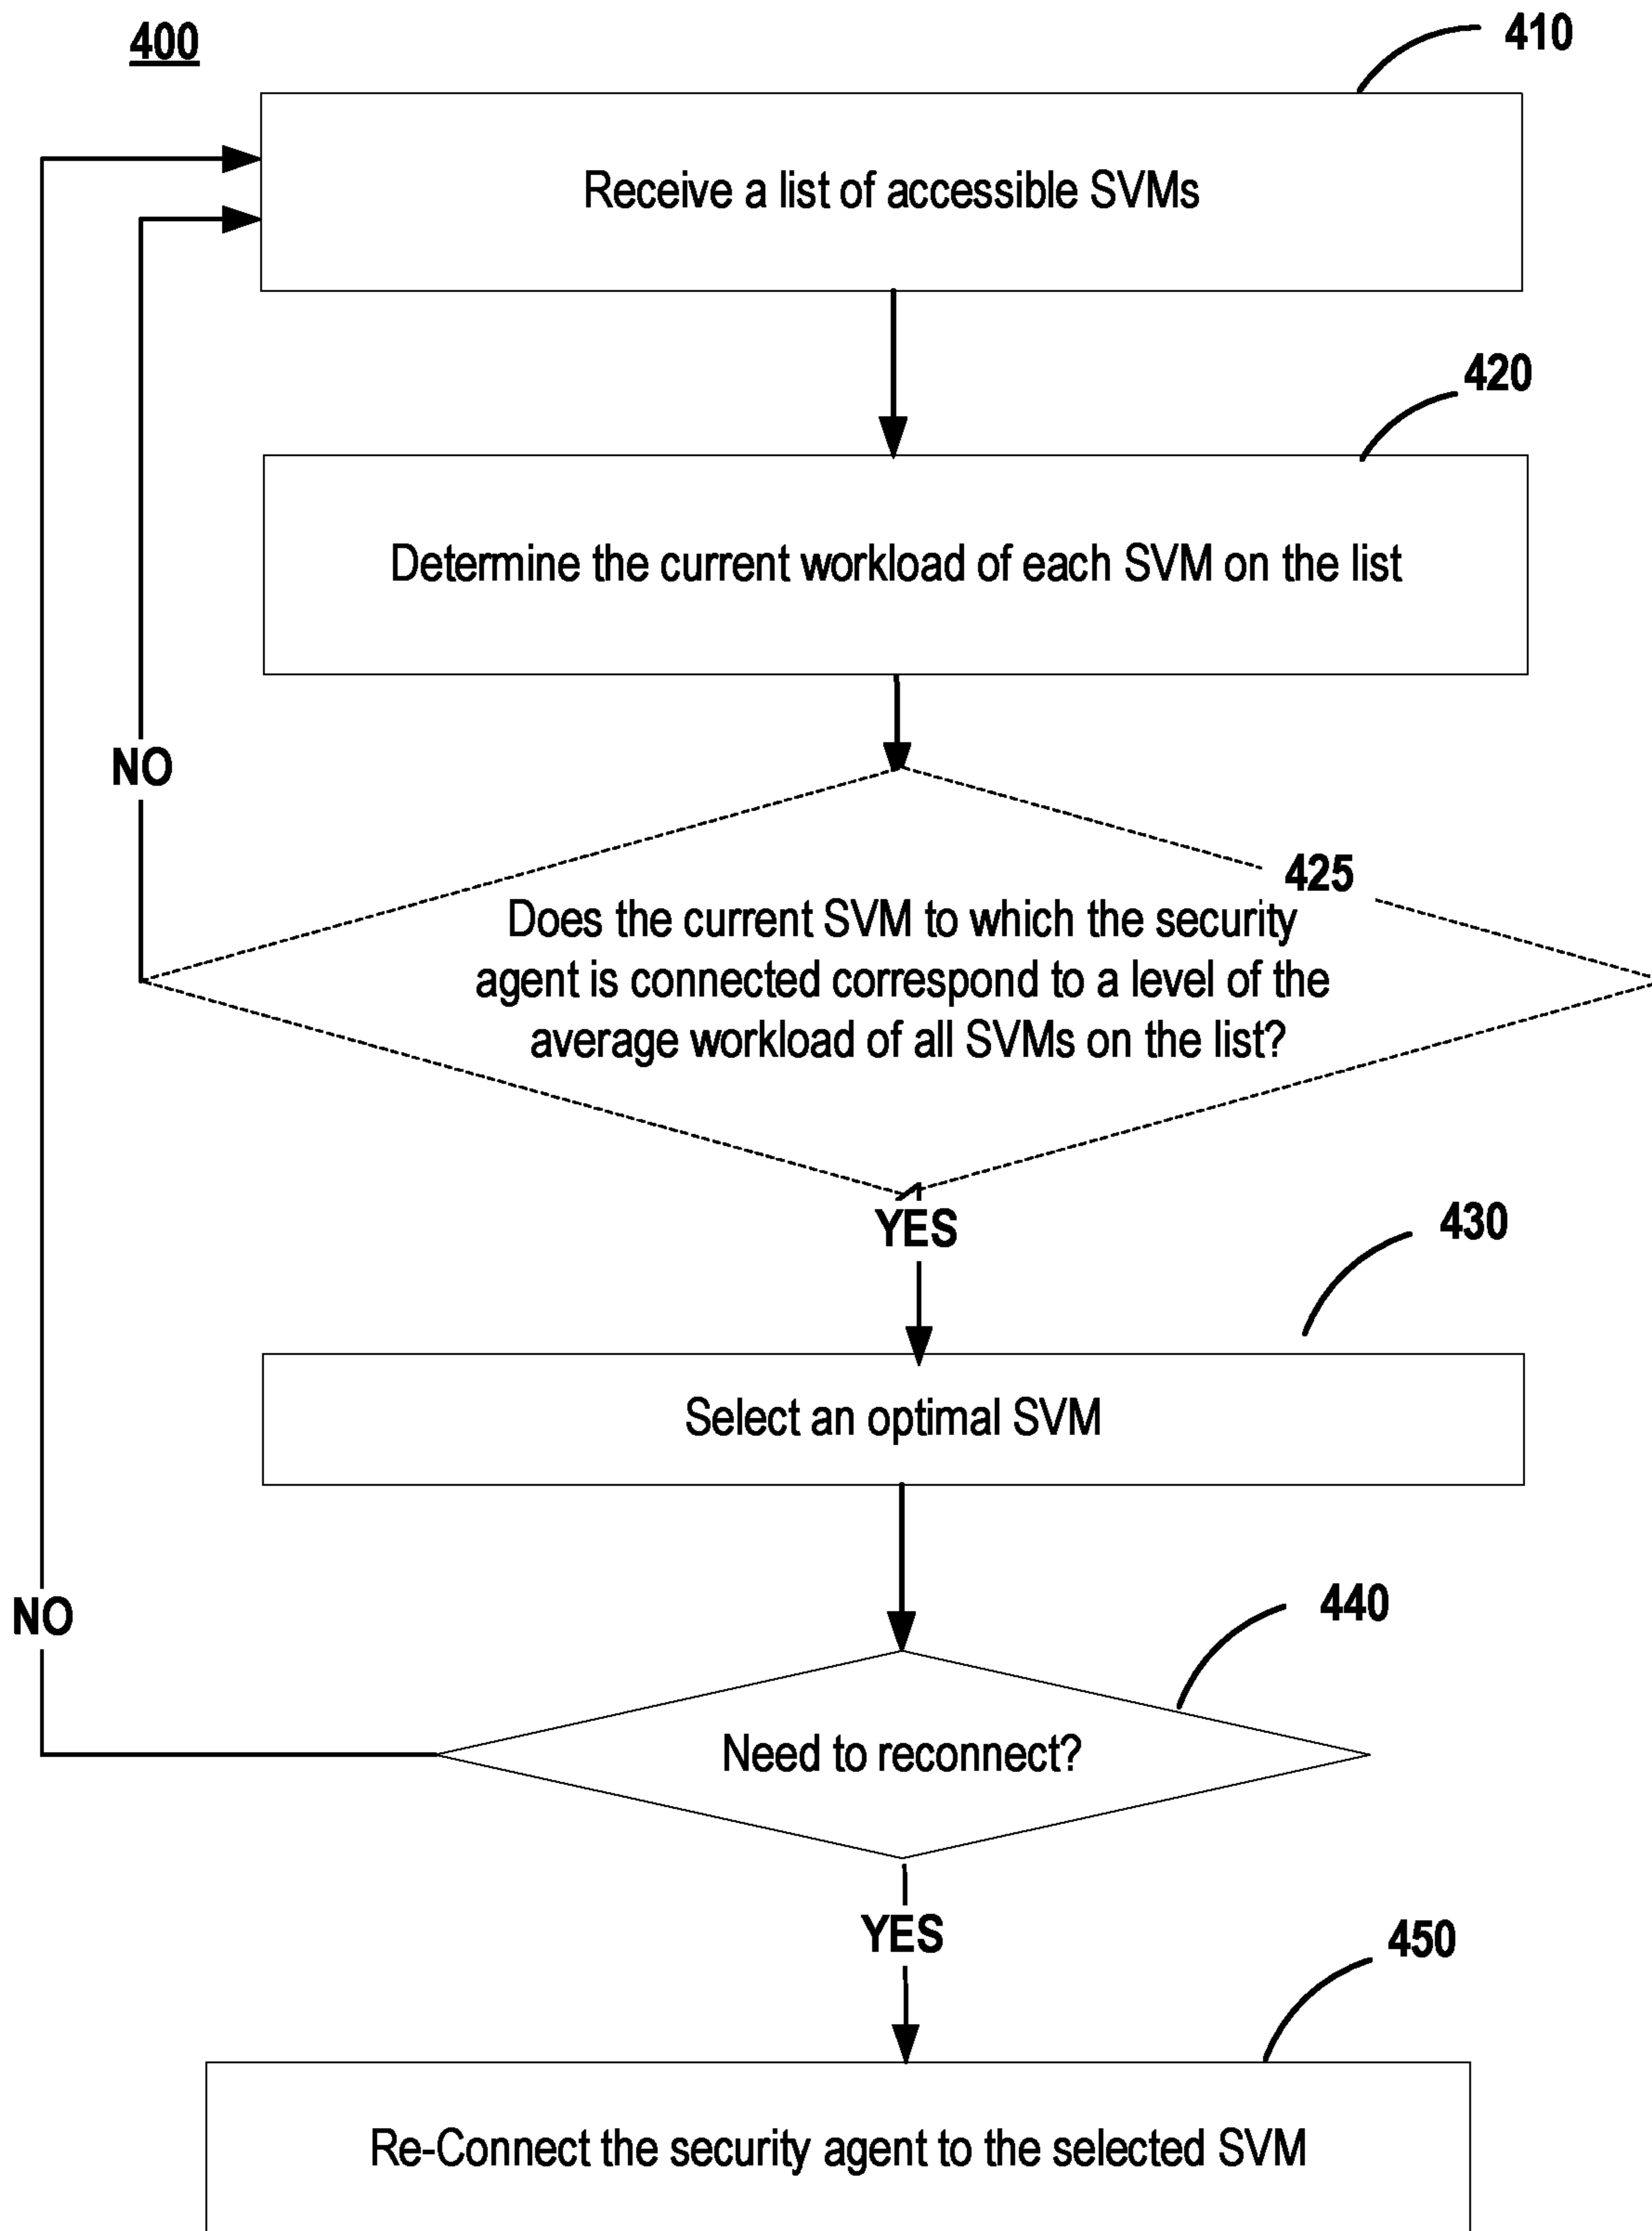 400
410
Receive a list of accessible SVMs
420
Determine the current workload of each SVM on the list
NO
425
Does the current SVM to which the security
agent is connected correspond to a level of the
average workload of all SVMs on the list?
YES
430
Select an optimal SVM
NO
440
Need to reconnect?
YES
450
Re-Connect the security agent to the selected SVM